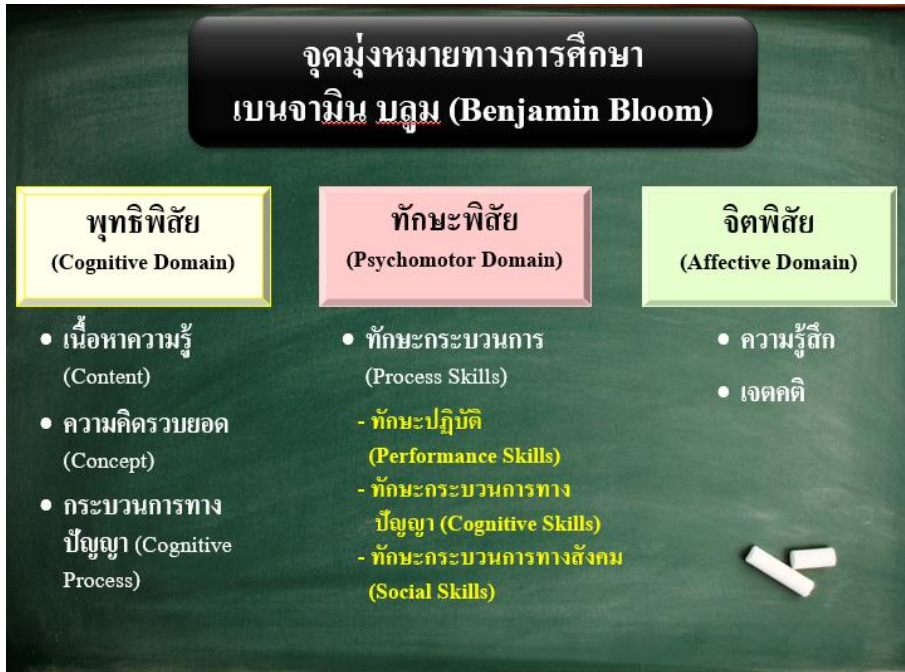 จุดมุ่งหมายทางการศึกษา
เบนจามิน บลูม (Benjamin Bloom)
พุทธิพิสัย
(Cognitive Domain)
• เนื้อหาความรู้
(Content)
• ความคิดรวบยอด
(Concept)
• กระบวนการทาง
ปัญญา (Cognitive
Process)
ทักษะพิสัย
(Psychomotor Domain)
• ทักษะกระบวนการ
(Process Skills)
- ทักษะปฏิบัติ
(Performance Skills)
- ทักษะกระบวนการทาง
ปัญญา (Cognitive Skills)
- ทักษะกระบวนการทางสังคม
(Social Skills)
จิตพิสัย
(Affective Domain)
• ความรู้สึก
• เจตคติ